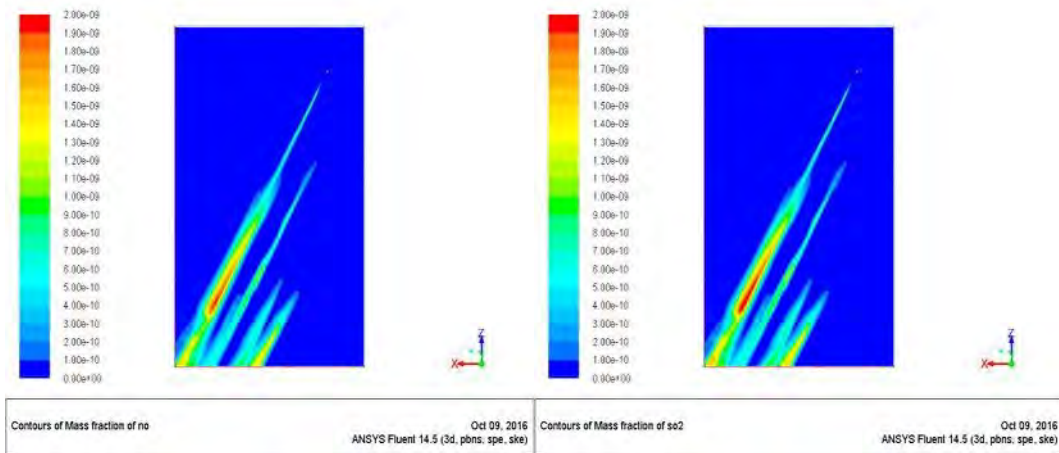 2.00e-09
1.90e-09
1.80e-09
1.70e-09
1.60e-09
1.50e-09
1.40e-09
1.30e-09
1.20e-09
1.10e-09
1.00e-09
9.00e-10
8.00e-10
7.00e-10
6.00e-10
5.00e-10
4.00e-10
3.00e-10
2.00e-10
1.00e-10
0.00e+00
Z
X
Contours of Mass fraction of no
Oct 09, 2016
ANSYS Fluent 14.5 (3d, pbns, spe, ske)
2.00e-09
1.90e-09
1.80e-09
1.70e-09
1.60e-09
1.50e-09
1.40e-09
1.30e-09
1.20e-09
1.10e-09
1.00e-09
9.00e-10
8.00e-10
7.00e-10
6.00e-10
5.00e-10
4.00e-10
3.00e-10
2.00e-10
1.00e-10
0.00e+00
Z
X
Contours of Mass fraction of so2
Oct 09, 2016
ANSYS Fluent 14.5 (3d, pbns, spe, ske)